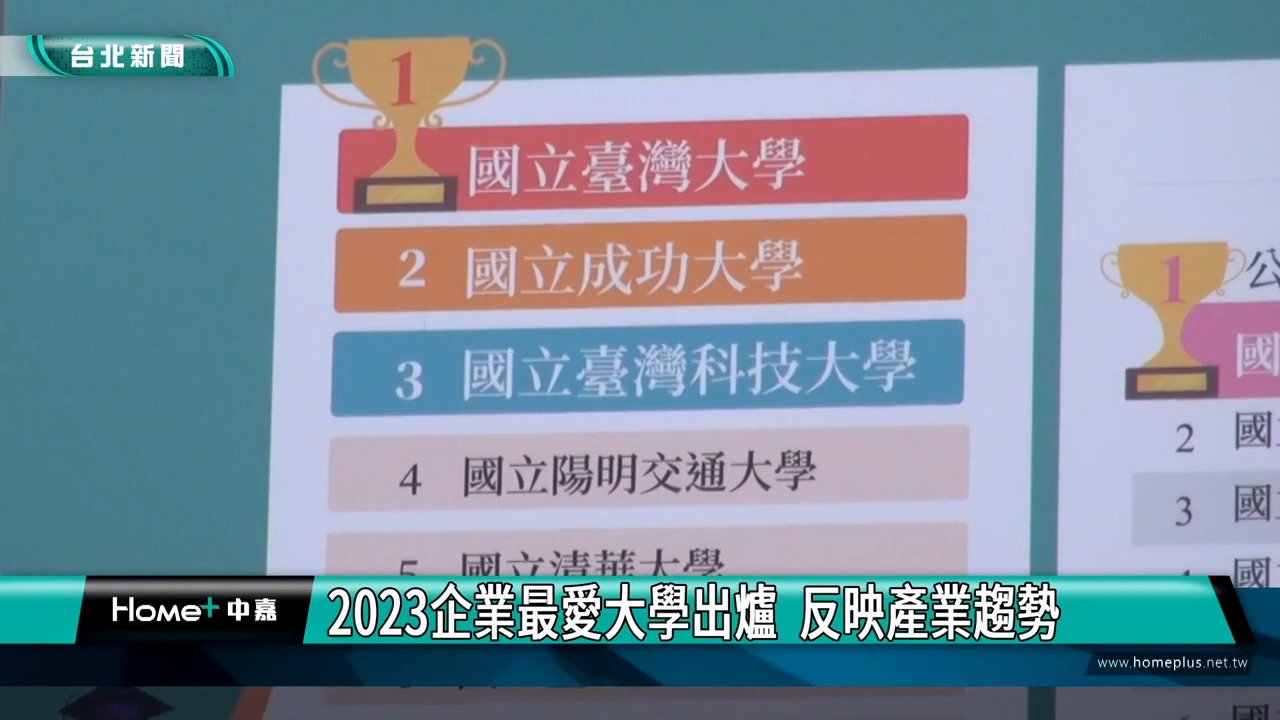 台北新聞
1
國立臺灣大學
2 國立成功大學
3 國立臺灣科技大學
4 國立陽明交通大學
5 國立清華大學
公
1
國
2 國
3 國
國
Home+中嘉
2023企業最愛大學出爐 反映產業趨勢
www.homeplus.net.tw